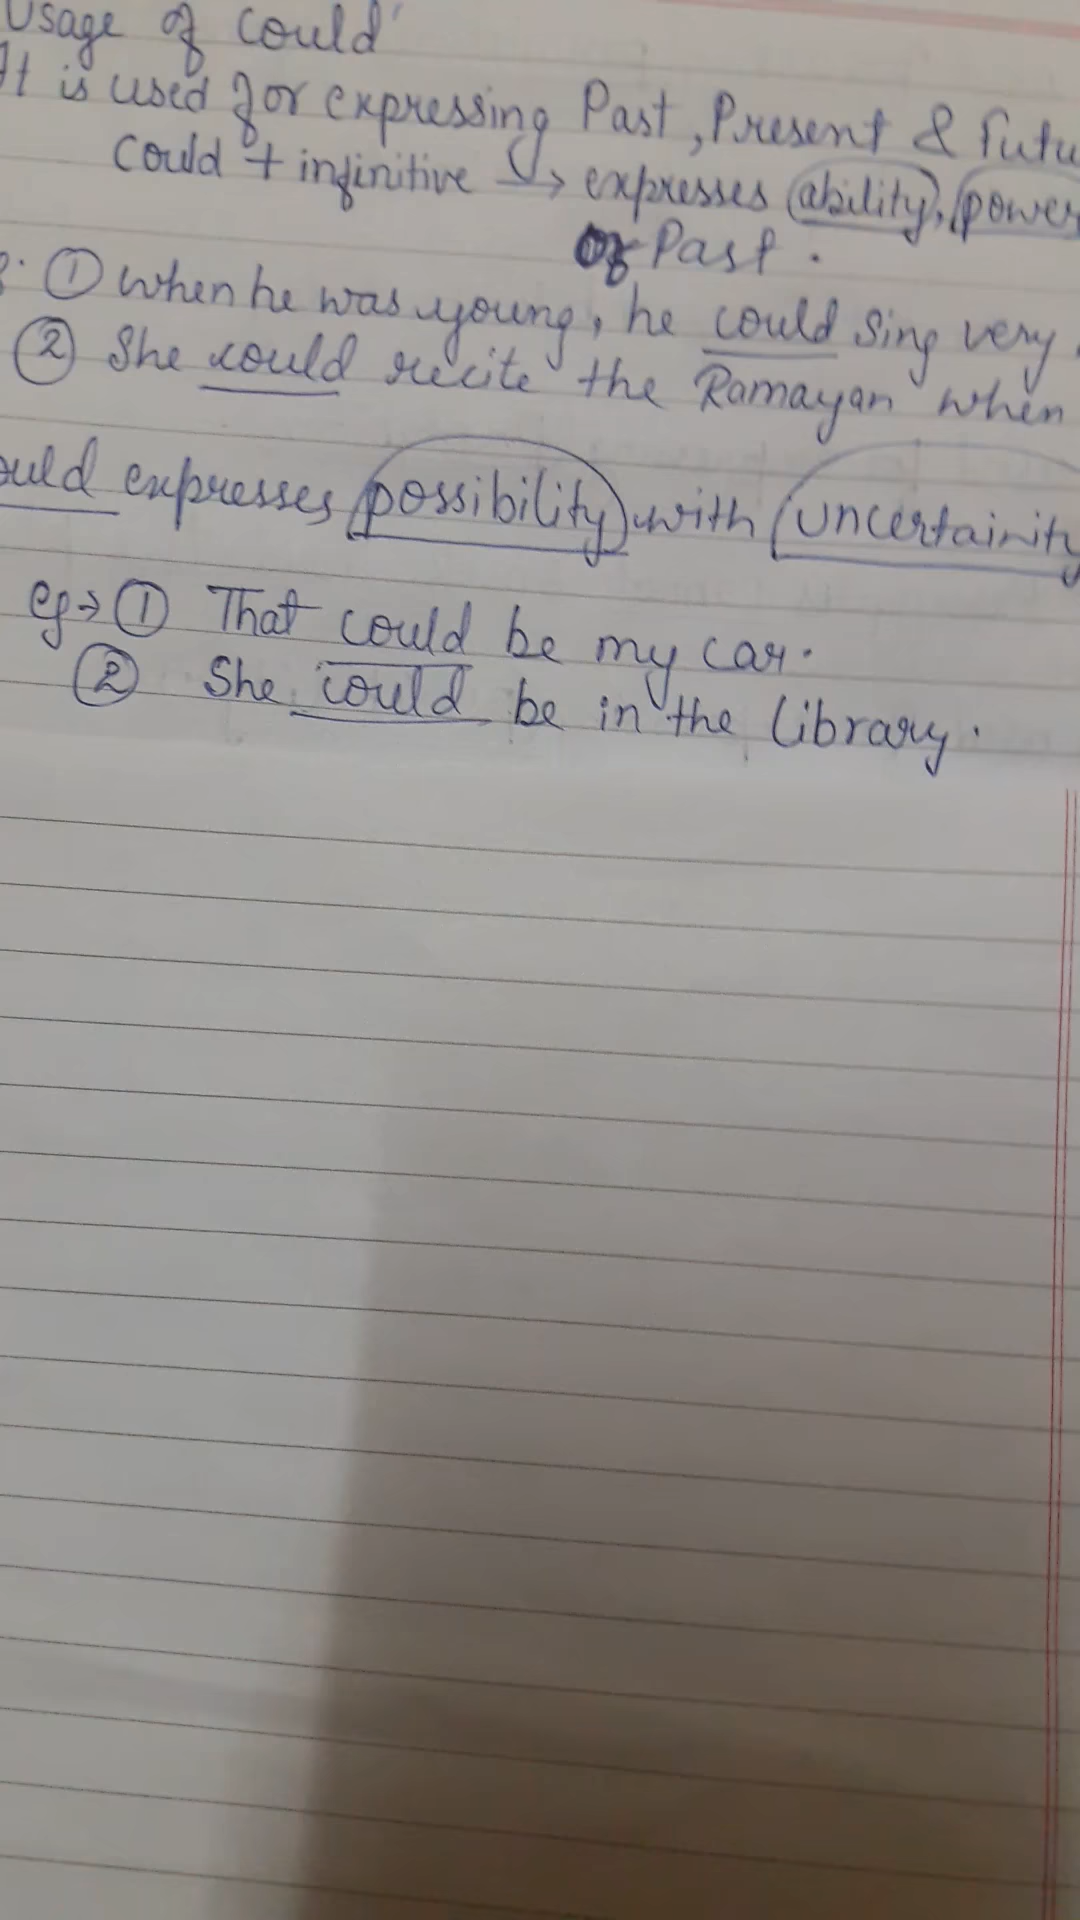 Usage of could
It is used for expressing Past, Present & Futu
Could + infinitive → expresses ability, power
of Past.
① When he was young, he could sing very
② She could recite the Ramayan when
ould expresses possibility with uncertainity
eg → ① That could be my car.
② She could be in the library.